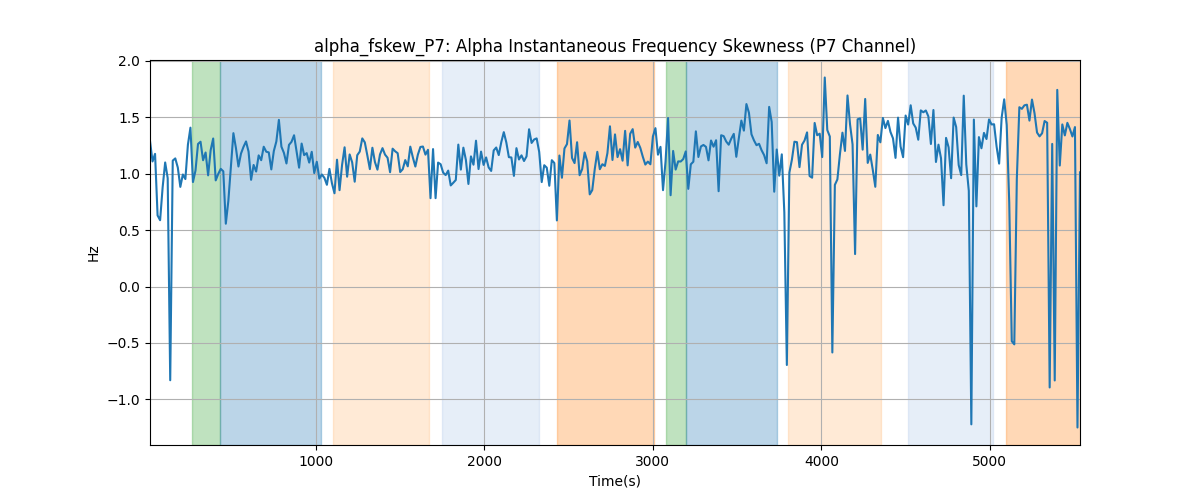 alpha_fskew_P7: Alpha Instantaneous Frequency Skewness (P7 Channel)
2.0
1.5
1.0
0.5
0.0
−0.5
−1.0
Hz
1000 2000 3000 4000 5000
Time(s)